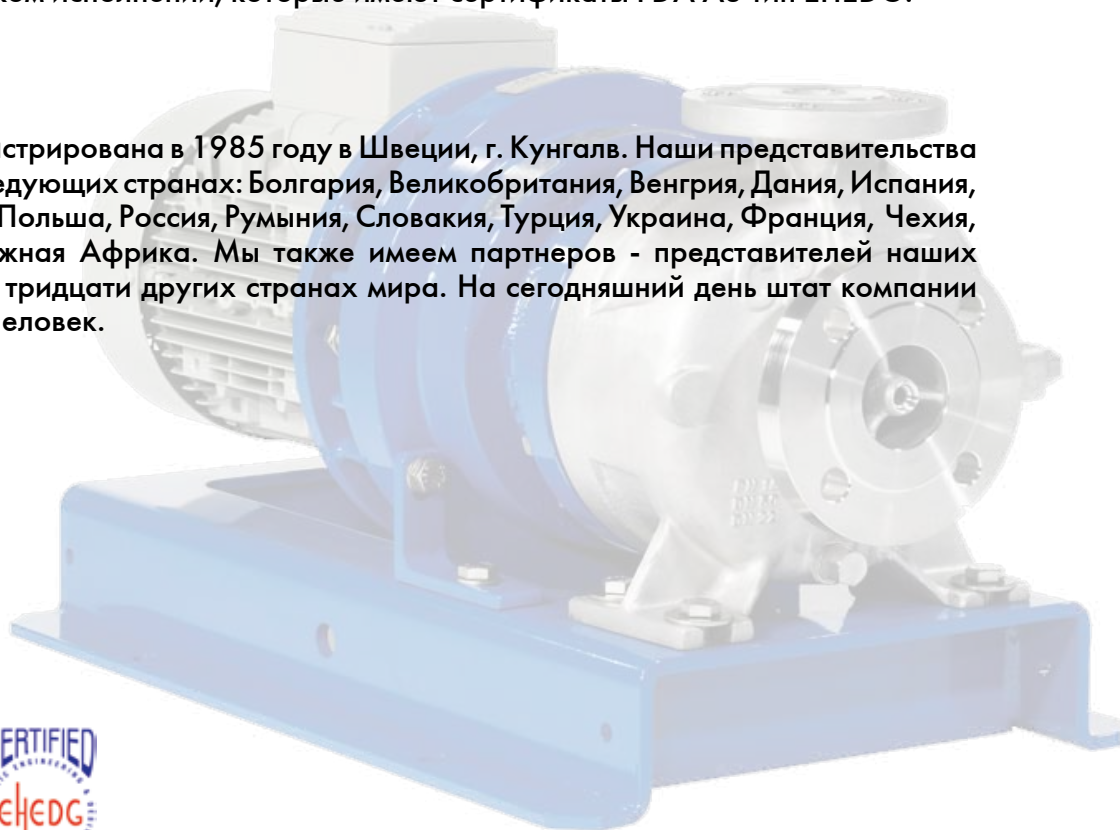 стрирована в 1985 году в Швеции, г. Кунгалв. Наши представительства
едующих странах: Болгария, Великобритания, Венгрия, Дания, Испания,
Польша, Россия, Румыния, Словакия, Турция, Украина, Франция, Чехия,
жная Африка. Мы также имеем партнеров - представителей наших
тридцати других странах мира. На сегодняшний день штат компании
еловек.
ERTIFIED
EHEDG